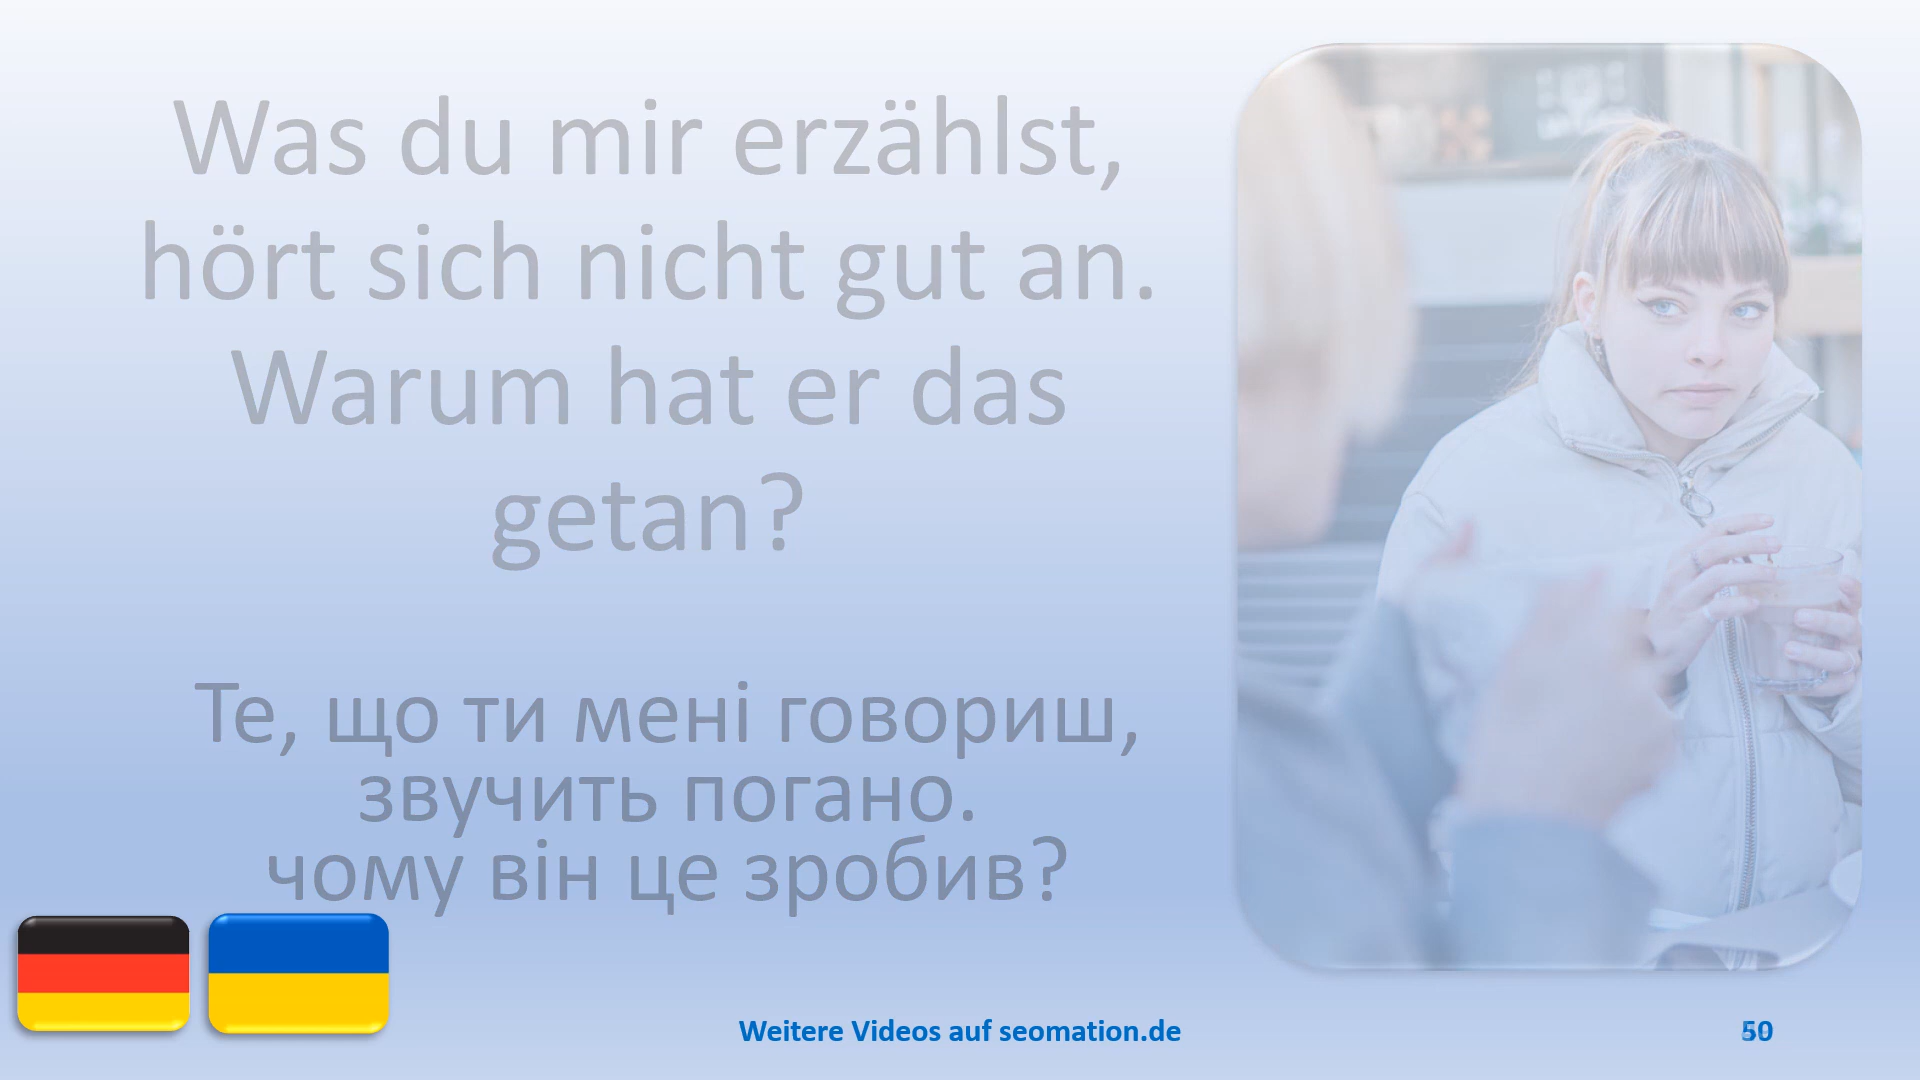 Was du mir erzählst,
hört sich nicht gut an.
Warum hat er das
getan?
Те, що ти мені говориш,
звучить погано.
чому він це зробив?
Weitere Videos auf seomation.de
50